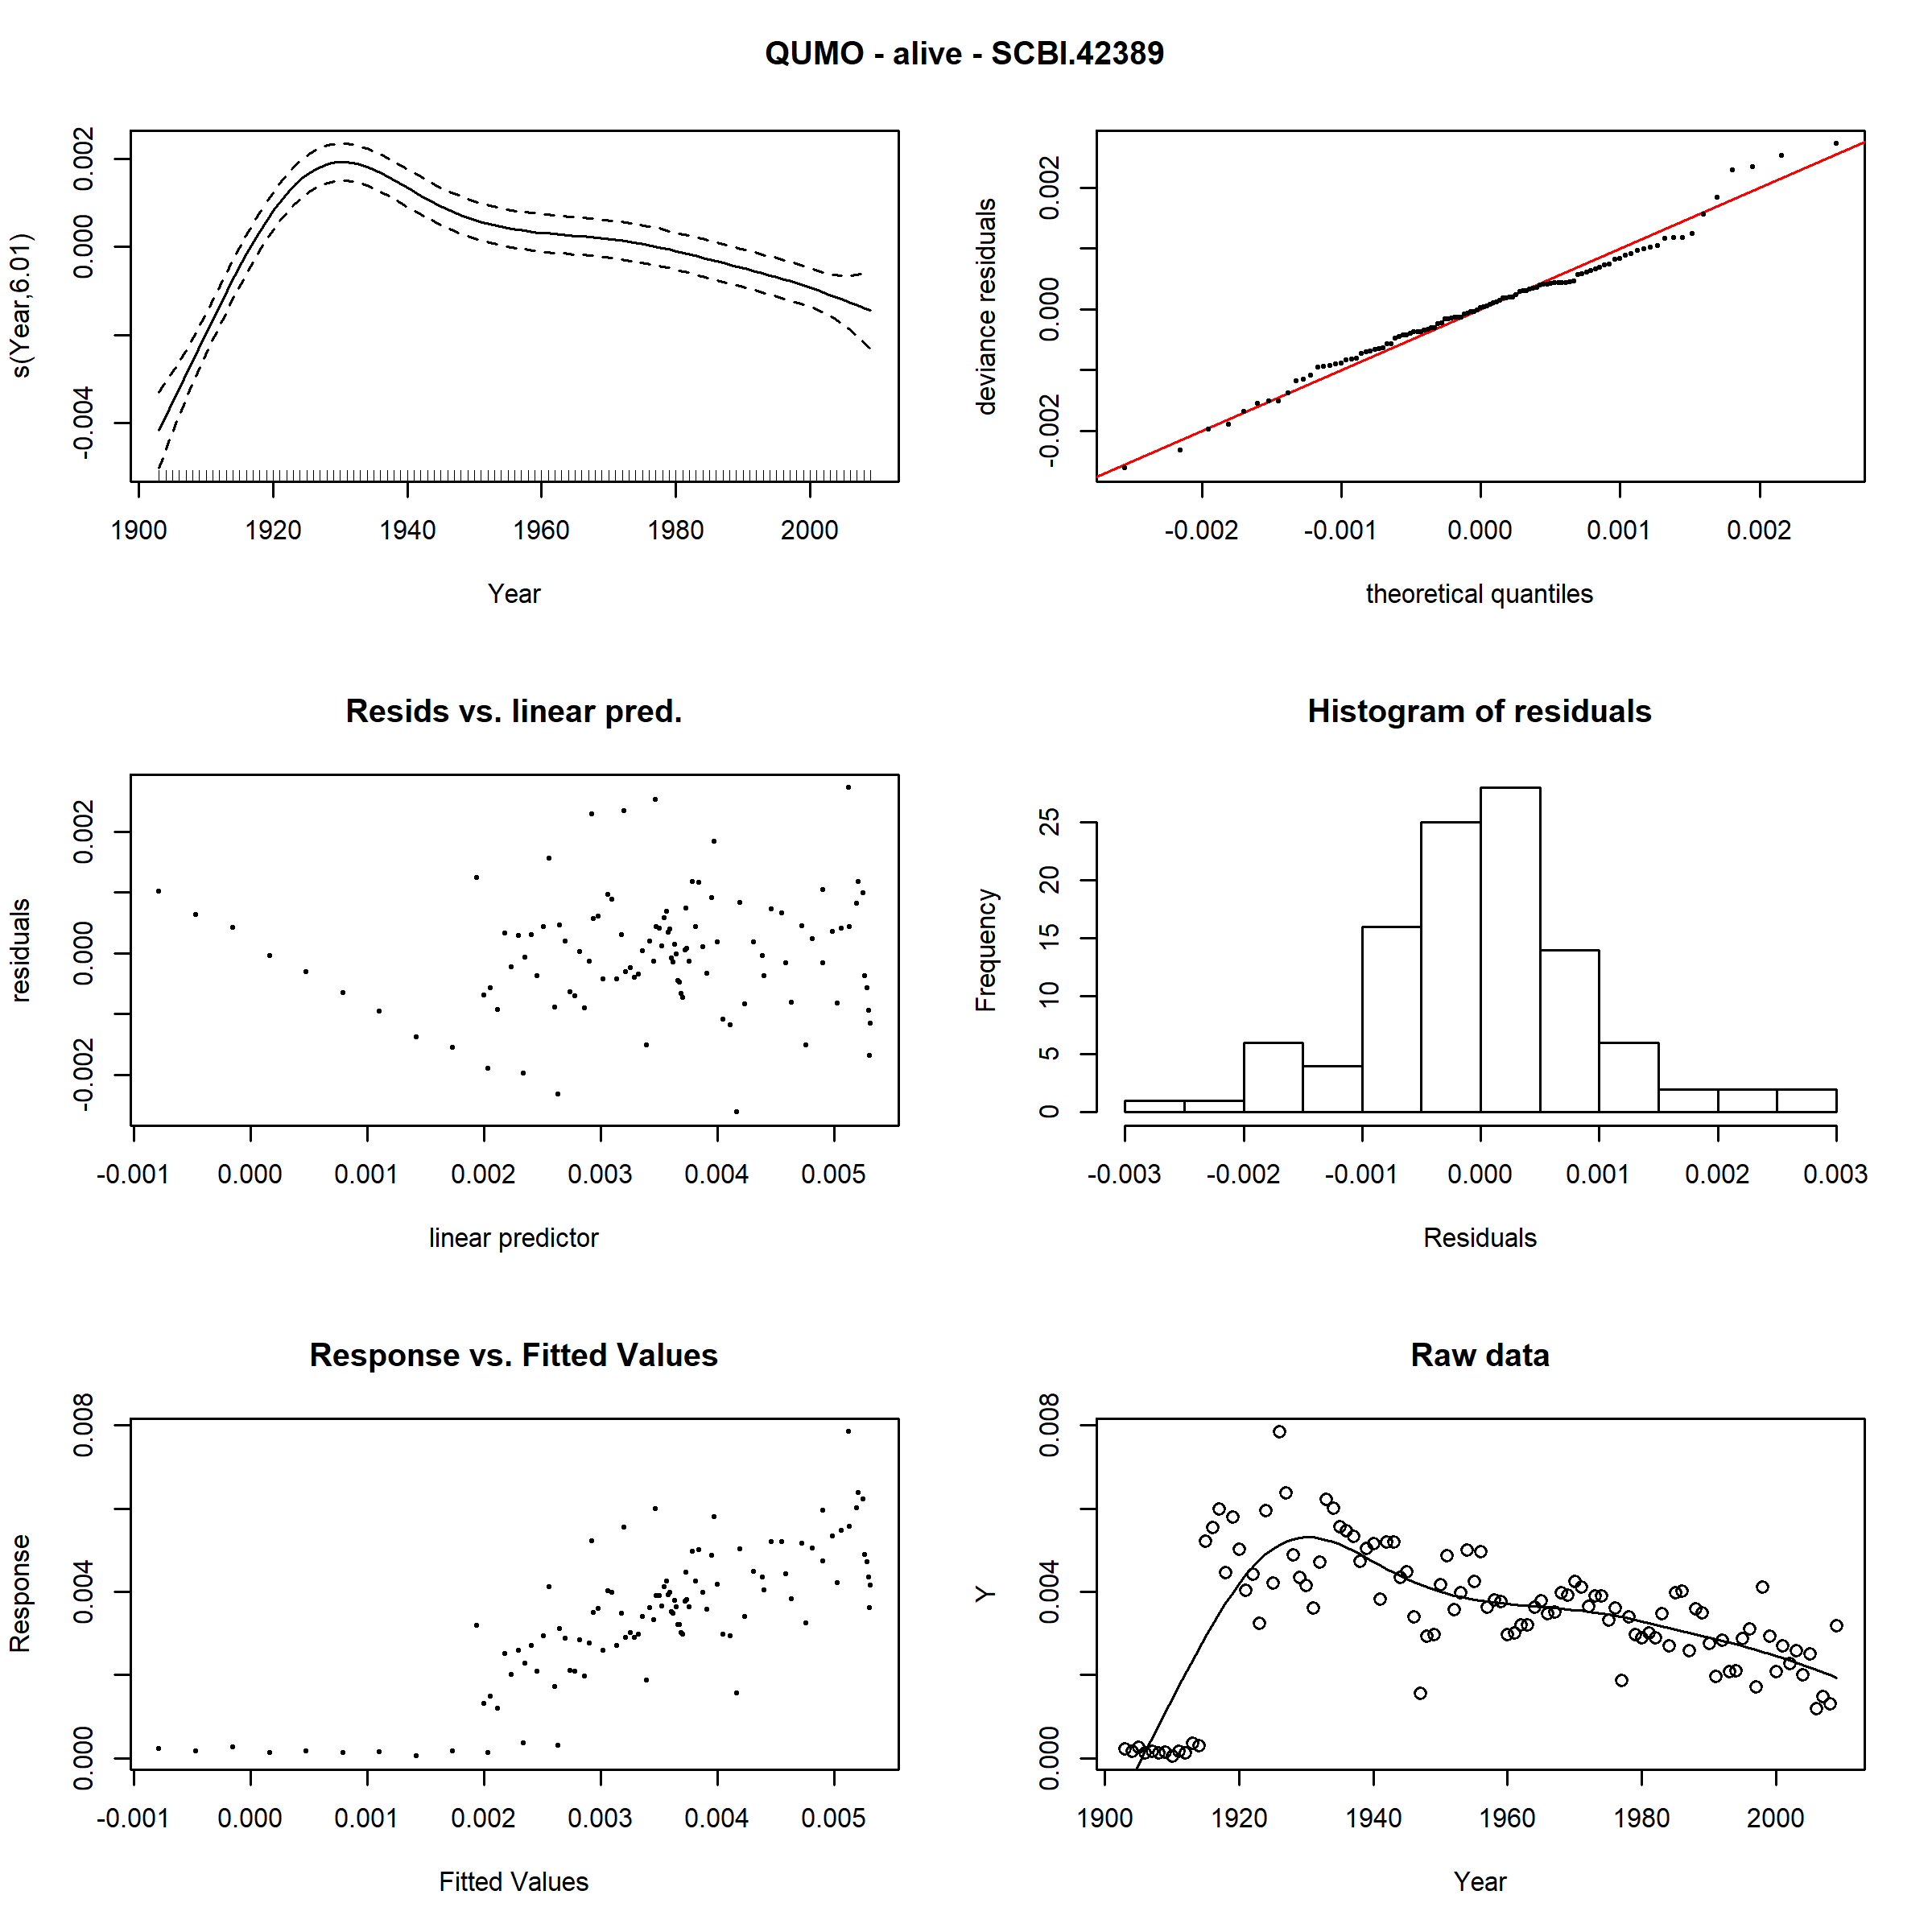 QUMO - alive - SCBI.42389
s(Year,6.01)
-0.004 0.000 0.002
1900 1920 1940 1960 1980 2000
Year
deviance residuals
-0.002 0.000 0.002
-0.002 -0.001 0.000 0.001 0.002
theoretical quantiles
Resids vs. linear pred.
residuals
-0.002 0.000 0.002
-0.001 0.000 0.001 0.002 0.003 0.004 0.005
linear predictor
Histogram of residuals
Frequency
0 5 10 15 20 25
-0.003 -0.002 -0.001 0.000 0.001 0.002 0.003
Residuals
Response vs. Fitted Values
Response
0.000 0.004 0.008
-0.001 0.000 0.001 0.002 0.003 0.004 0.005
Fitted Values
Raw data
Y
0.000 0.004 0.008
1900 1920 1940 1960 1980 2000
Year